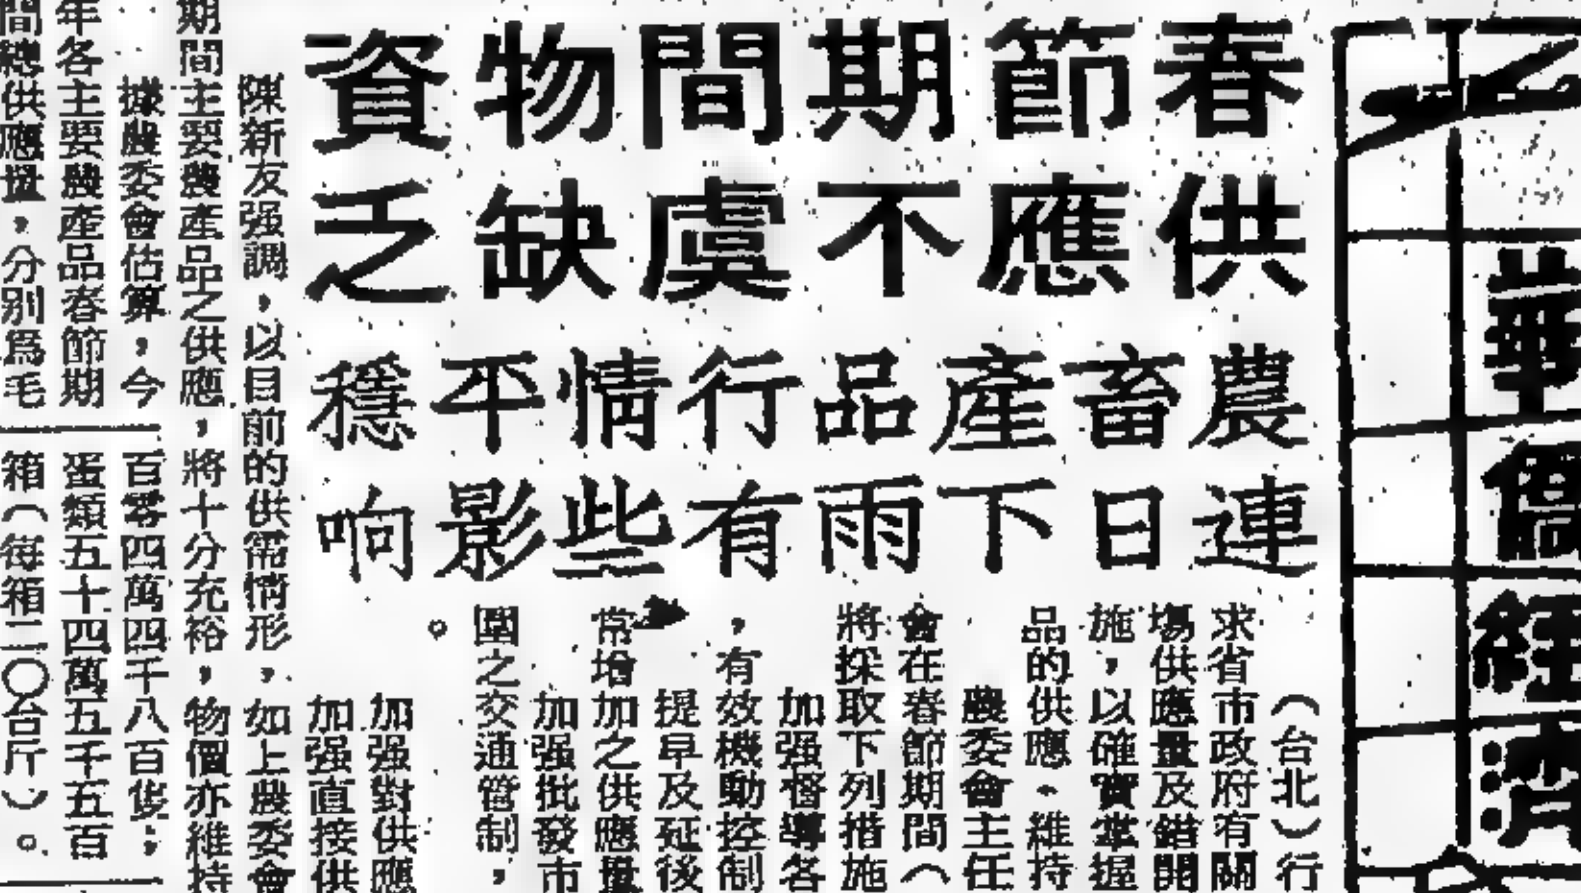 華僑經濟
春節期間物資
供應不虞缺乏
農畜產品行情平穩
連日下雨有些影响
（台北）行
求省市政府有關
場供應量及錯開
施，以確實掌握
品的供應，維持
農委會主任
會在春節期間（
將採取下列措施
加强督導各
，有效機動控制
提早及延後
常增加之供應量
加强批發市
圍之交通管制，
。
加强對供應
加强直接供
陳新友强調，以目前的供需情形，如上農委會
期間主要農產品之供應，將十分充裕，物價亦維持
據農委會估算，今
年各主要農產品春節期
間總供應量，分別爲毛
百零四萬四千八百隻；
蛋類五十四萬五千五百
箱（每箱二〇台斤）。